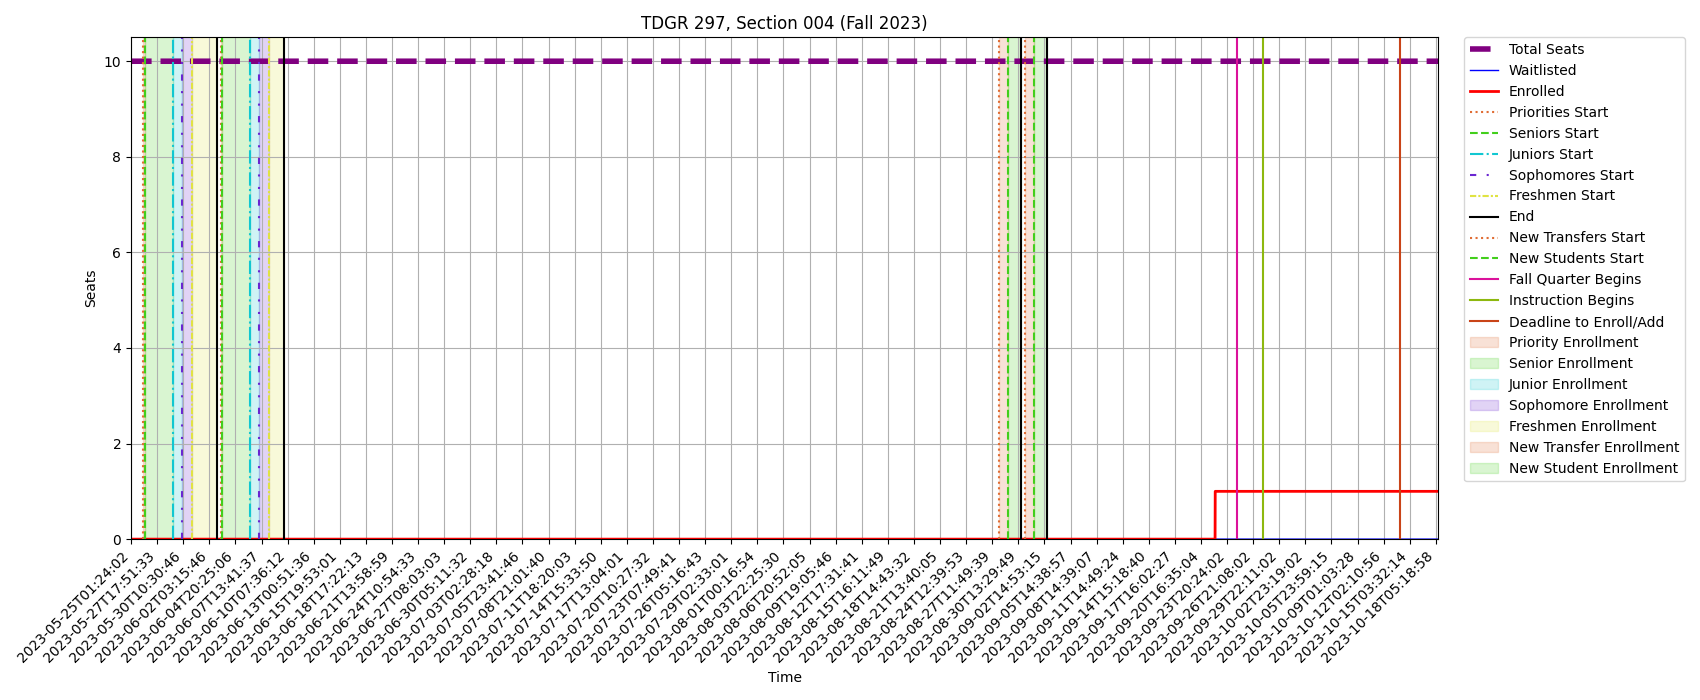 TDGR 297, Section 004 (Fall 2023)
Seats
10
8
6
4
2
0
2023-05-25T01:24:02
2023-05-27T17:51:33
2023-05-30T10:30:46
2023-06-02T03:15:46
2023-06-04T20:25:06
2023-06-07T13:41:37
2023-06-10T07:36:12
2023-06-13T00:51:36
2023-06-15T19:53:01
2023-06-18T17:22:13
2023-06-21T13:58:59
2023-06-24T10:54:33
2023-06-27T08:03:03
2023-06-30T05:11:32
2023-07-03T02:28:18
2023-07-05T23:41:46
2023-07-08T21:01:40
2023-07-11T18:20:03
2023-07-14T15:33:50
2023-07-17T13:04:01
2023-07-20T10:27:32
2023-07-23T07:49:41
2023-07-26T05:16:43
2023-07-29T02:33:01
2023-08-01T00:16:54
2023-08-03T22:25:30
2023-08-06T20:52:05
2023-08-09T19:05:46
2023-08-12T17:31:41
2023-08-15T16:11:49
2023-08-18T14:43:32
2023-08-21T13:40:05
2023-08-24T12:39:53
2023-08-27T11:49:39
2023-08-30T13:29:49
2023-09-02T14:53:15
2023-09-05T14:38:57
2023-09-08T14:39:07
2023-09-11T14:49:24
2023-09-14T15:18:40
2023-09-17T16:02:27
2023-09-20T16:35:04
2023-09-23T20:24:02
2023-09-26T21:08:02
2023-09-29T22:11:02
2023-10-02T23:19:02
2023-10-05T23:59:15
2023-10-09T01:03:28
2023-10-12T02:10:56
2023-10-15T03:32:14
2023-10-18T05:18:58
Time
Total Seats
Waitlisted
Enrolled
Priorities Start
Seniors Start
Juniors Start
Sophomores Start
Freshmen Start
End
New Transfers Start
New Students Start
Fall Quarter Begins
Instruction Begins
Deadline to Enroll/Add
Priority Enrollment
Senior Enrollment
Junior Enrollment
Sophomore Enrollment
Freshmen Enrollment
New Transfer Enrollment
New Student Enrollment